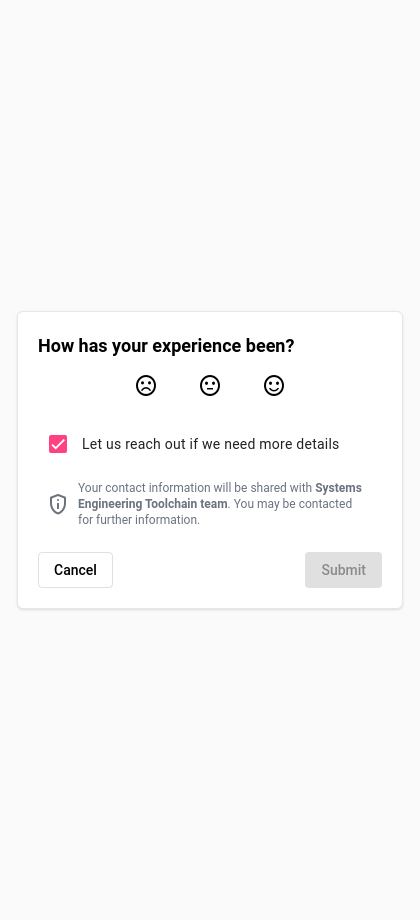 How has your experience been?
Let us reach out if we need more details
Your contact information will be shared with Systems
Engineering Toolchain team. You may be contacted
for further information.
Cancel
Submit